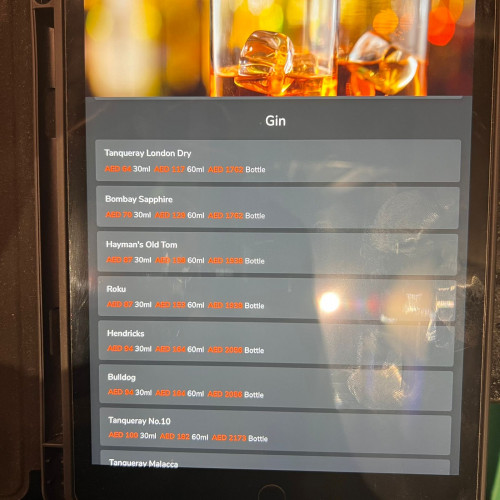 Gin
Tanqueray London Dry
AED 30ml AED 60ml AED Bottle
Bombay Sapphire
AED 30ml AED 60ml AED Bottle
Hayman's Old Tom
AED 30ml AED 60ml AED Bottle
Roku
AED 30ml AED 60ml AED Bottle
Hendricks
AED 30ml AED 60ml AED Bottle
Bulldog
AED 30ml AED 60ml AED Bottle
Tanqueray No.10
AED 100 30ml AED 182 60ml AED 2173 Bottle
Tanqueray Malacca